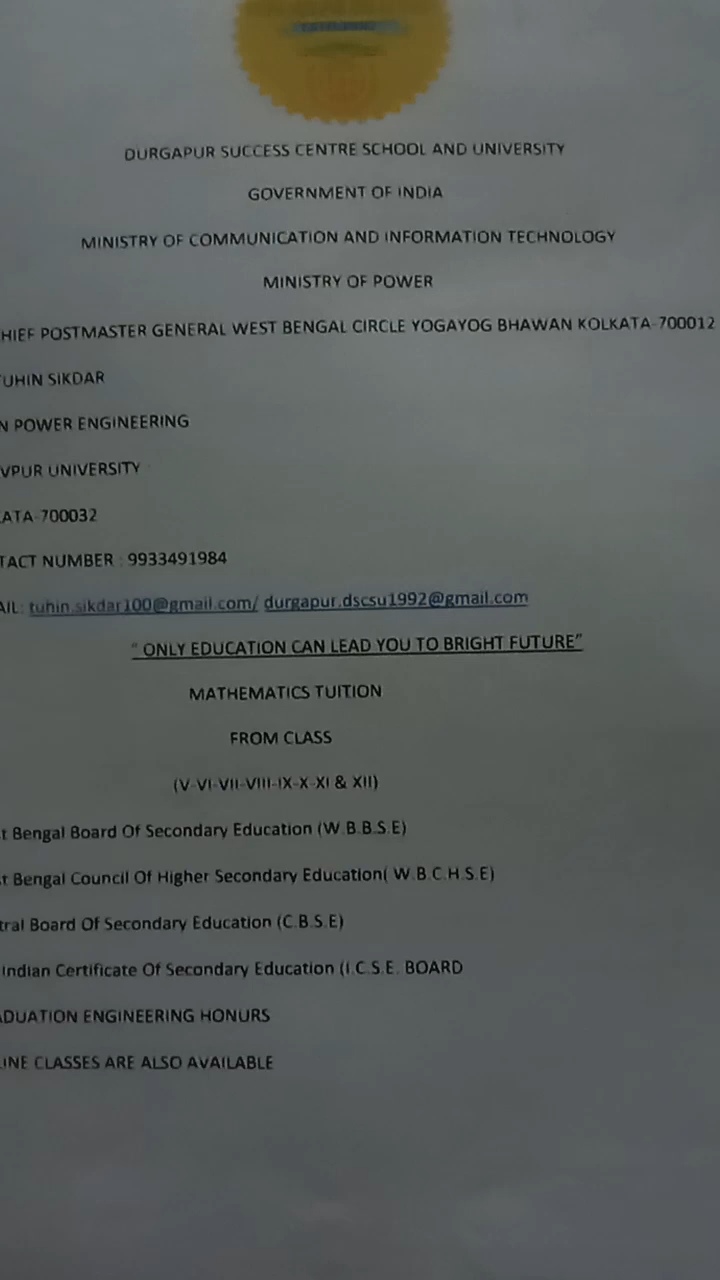 DURGAPUR SUCCESS CENTRE SCHOOL AND UNIVERSITY
GOVERNMENT OF INDIA
MINISTRY OF COMMUNICATION AND INFORMATION TECHNOLOGY
MINISTRY OF POWER
HIEF POSTMASTER GENERAL WEST BENGAL CIRCLE YOGAYOG BHAWAN KOLKATA-700012
TUHIN SIKDAR
N POWER ENGINEERING
VPUR UNIVERSITY
ATA-700032
TACT NUMBER : 9933491984
AIL: tuhin.sikdar100@gmail.com/ durgapur.dscsu1992@gmail.com
" ONLY EDUCATION CAN LEAD YOU TO BRIGHT FUTURE"
MATHEMATICS TUITION
FROM CLASS
(V-VI-VII-VIII-IX-X-XI & XII)
t Bengal Board Of Secondary Education (W.B.B.S.E)
t Bengal Council Of Higher Secondary Education( W.B.C.H.S.E)
tral Board Of Secondary Education (C.B.S.E)
Indian Certificate Of Secondary Education (I.C.S.E. BOARD
ADUATION ENGINEERING HONURS
LINE CLASSES ARE ALSO AVAILABLE